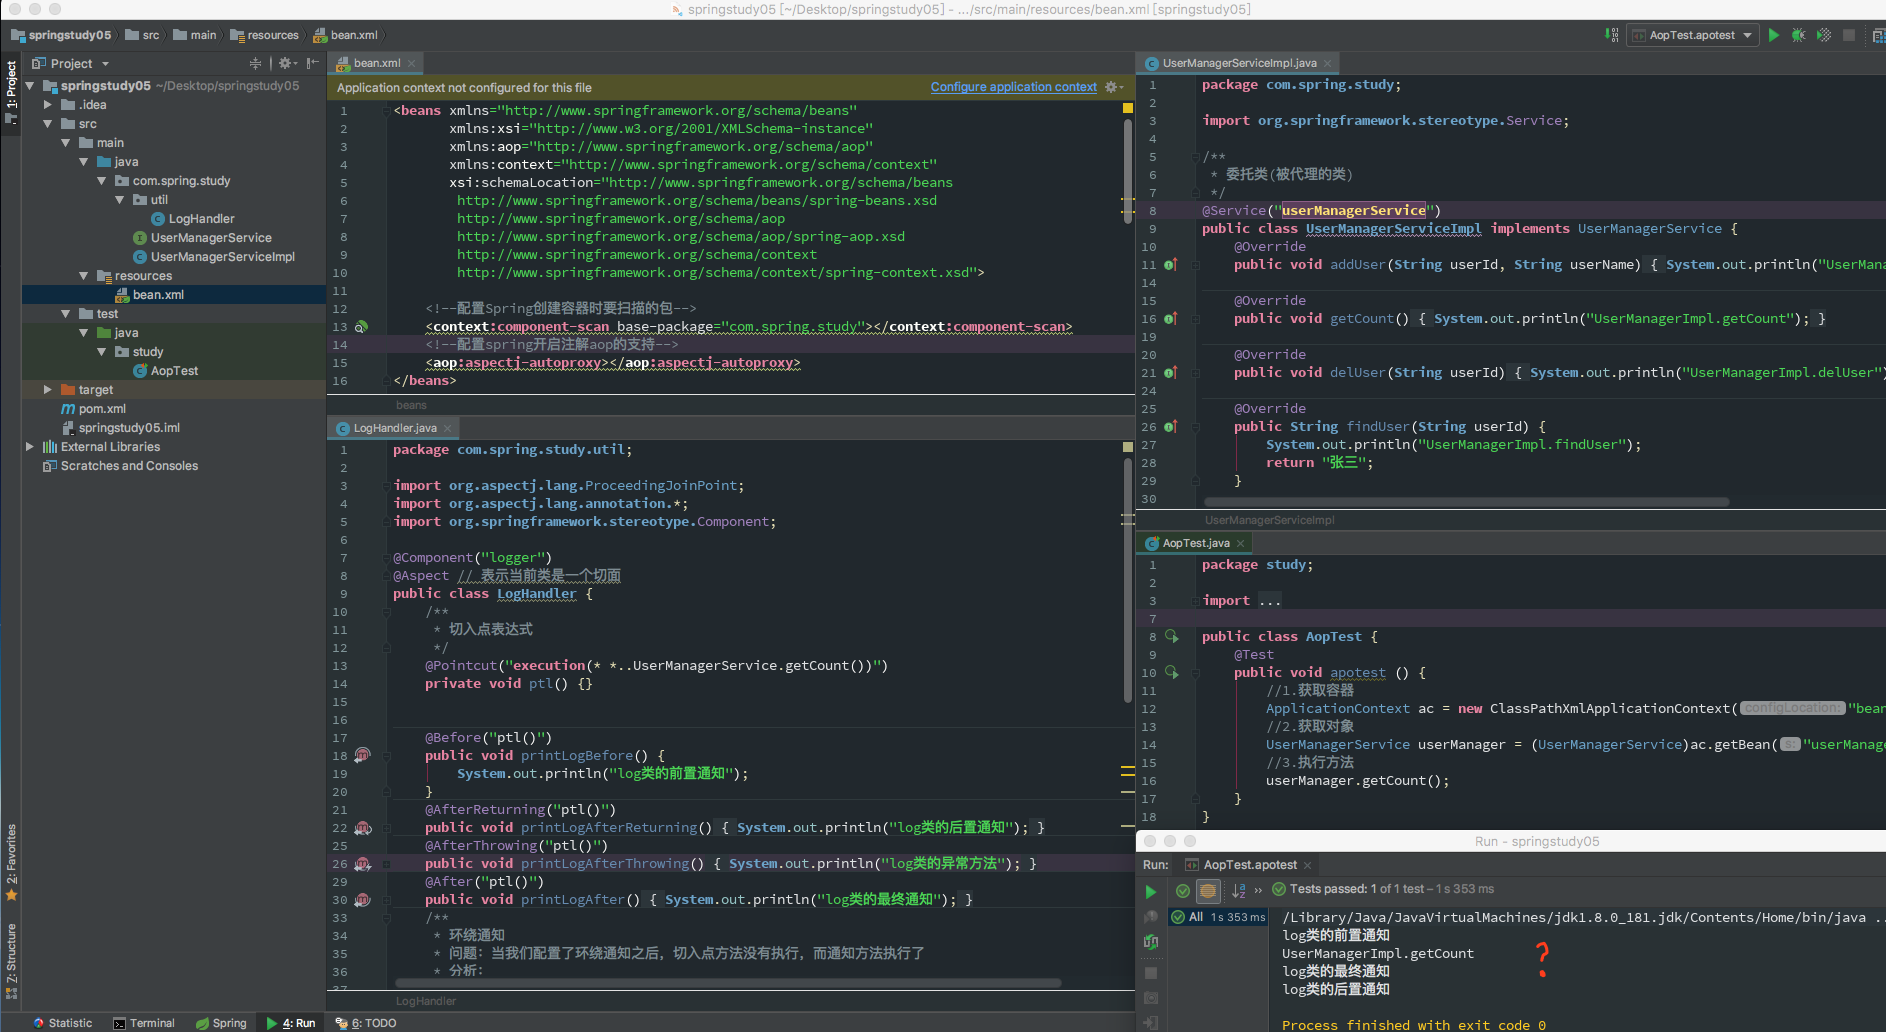 springstudy05 [~/Desktop/springstudy05] - .../src/main/resources/bean.xml [springstudy05]
springstudy05 src main resources bean.xml
AopTest.apotest
1: Project
Project
springstudy05 ~/Desktop/springstudy05
.idea
src
main
java
com.spring.study
util
LogHandler
UserManagerService
UserManagerServiceImpl
resources
bean.xml
test
java
study
AopTest
target
pom.xml
springstudy05.iml
External Libraries
Scratches and Consoles
2: Favorites
Z: Structure
bean.xml
Application context not configured for this file
Configure application context
1 <beans xmlns="http://www.springframework.org/schema/beans"
2 xmlns:xsi="http://www.w3.org/2001/XMLSchema-instance"
3 xmlns:aop="http://www.springframework.org/schema/aop"
4 xmlns:context="http://www.springframework.org/schema/context"
5 xsi:schemaLocation="http://www.springframework.org/schema/beans
6 http://www.springframework.org/schema/beans/spring-beans.xsd
7 http://www.springframework.org/schema/aop
8 http://www.springframework.org/schema/aop/spring-aop.xsd
9 http://www.springframework.org/schema/context
10 http://www.springframework.org/schema/context/spring-context.xsd">
11
12 <!--配置Spring创建容器时要扫描的包-->
13 <context:component-scan base-package="com.spring.study"></context:component-scan>
14 <!--配置spring开启注解aop的支持-->
15 <aop:aspectj-autoproxy></aop:aspectj-autoproxy>
16 </beans>
beans
LogHandler.java
1 package com.spring.study.util;
2
3 import org.aspectj.lang.ProceedingJoinPoint;
4 import org.aspectj.lang.annotation.*;
5 import org.springframework.stereotype.Component;
6
7 @Component("logger")
8 @Aspect // 表示当前类是一个切面
9 public class LogHandler {
10 /**
11 * 切入点表达式
12 */
13 @Pointcut("execution(* *..UserManagerService.getCount())")
14 private void ptl() {}
15
16
17 @Before("ptl()")
18 public void printLogBefore() {
19 System.out.println("log类的前置通知");
20 }
21 @AfterReturning("ptl()")
22 public void printLogAfterReturning() { System.out.println("log类的后置通知"); }
25 @AfterThrowing("ptl()")
26 public void printLogAfterThrowing() { System.out.println("log类的异常方法"); }
29 @After("ptl()")
30 public void printLogAfter() { System.out.println("log类的最终通知"); }
33 /**
34 * 环绕通知
35 * 问题: 当我们配置了环绕通知之后, 切入点方法没有执行, 而通知方法执行了
36 * 分析:
37
LogHandler
UserManagerServiceImpl.java
1 package com.spring.study;
2
3 import org.springframework.stereotype.Service;
4
5 /**
6 * 委托类(被代理的类)
7 */
8 @Service("userManagerService")
9 public class UserManagerServiceImpl implements UserManagerService {
10 @Override
11 public void addUser(String userId, String userName) { System.out.println("UserMana
14
15 @Override
16 public void getCount() { System.out.println("UserManagerImpl.getCount"); }
19
20 @Override
21 public void delUser(String userId) { System.out.println("UserManagerImpl.delUser")
24
25 @Override
26 public String findUser(String userId) {
27 System.out.println("UserManagerImpl.findUser");
28 return "张三";
29 }
30
UserManagerServiceImpl
AopTest.java
1 package study;
2
3 import ...
7
8 public class AopTest {
9 @Test
10 public void apotest () {
11 //1.获取容器
12 ApplicationContext ac = new ClassPathXmlApplicationContext( configLocation: "bean
13 //2.获取对象
14 UserManagerService userManager = (UserManagerService)ac.getBean( s: "userManage
15 //3.执行方法
16 userManager.getCount();
17 }
18 }
Run - springstudy05
Run: AopTest.apotest
Tests passed: 1 of 1 test – 1 s 353 ms
All 1 s 353 ms
/Library/Java/JavaVirtualMachines/jdk1.8.0_181.jdk/Contents/Home/bin/java ..
log类的前置通知
UserManagerImpl.getCount
log类的最终通知
log类的后置通知
?
Process finished with exit code 0
Statistic Terminal Spring 4: Run 6: TODO